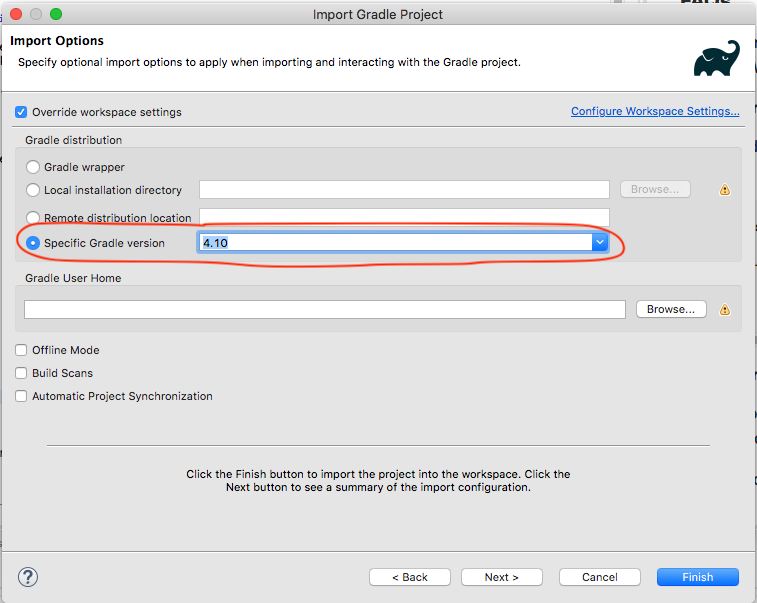 Import Gradle Project
Import Options
Specify optional import options to apply when importing and interacting with the Gradle project.
Override workspace settings
Configure Workspace Settings...
Gradle distribution
Gradle wrapper
Local installation directory
Browse...
Remote distribution location
Specific Gradle version
4.10
Gradle User Home
Browse...
Offline Mode
Build Scans
Automatic Project Synchronization
Click the Finish button to import the project into the workspace. Click the
Next button to see a summary of the import configuration.
?
< Back
Next >
Cancel
Finish